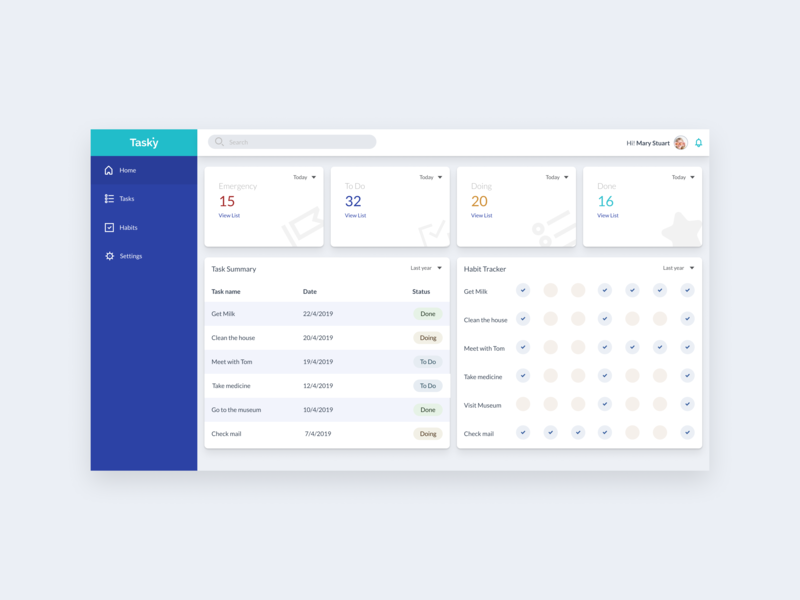 Tasky
Search
Hi! Mary Stuart
Home
Tasks
Habits
Settings
Today
Emergency
15
View List
Today
To Do
32
View List
Today
Doing
20
View List
Today
Done
16
View List
Task Summary
Last year
Task name Date Status
Get Milk 22/4/2019 Done
Clean the house 20/4/2019 Doing
Meet with Tom 19/4/2019 To Do
Take medicine 12/4/2019 To Do
Go to the museum 10/4/2019 Done
Check mail 7/4/2019 Doing
Habit Tracker
Last year
Get Milk
Clean the house
Meet with Tom
Take medicine
Visit Museum
Check mail